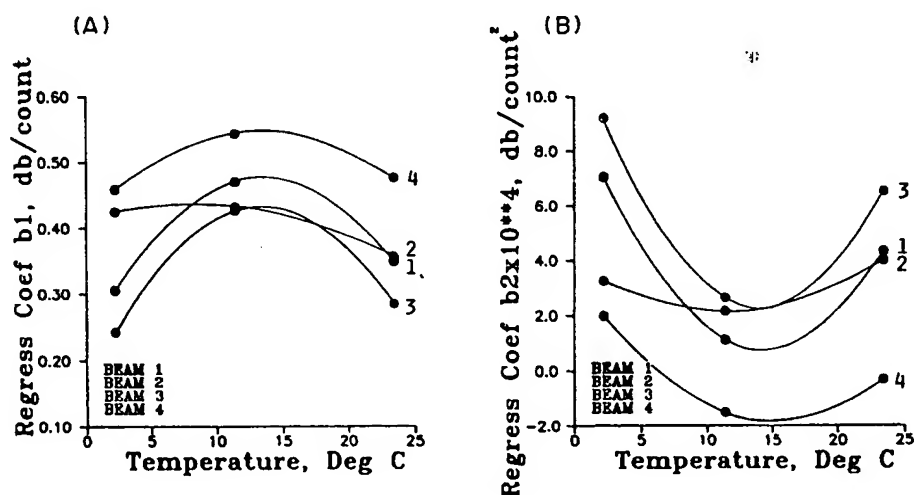 (A)
Regress Coef b1, db/count
0.60
0.50
0.40
0.30
0.20
0.10
4
2
1
3
BEAM 1
BEAM 2
BEAM 3
BEAM 4
0 5 10 15 20 25
Temperature, Deg C
(B)
Regress Coef b2x10**4, db/count²
10.0
8.0
6.0
4.0
2.0
0.0
-2.0
3
1
2
4
BEAM 1
BEAM 2
BEAM 3
BEAM 4
0 5 10 15 20 25
Temperature, Deg C